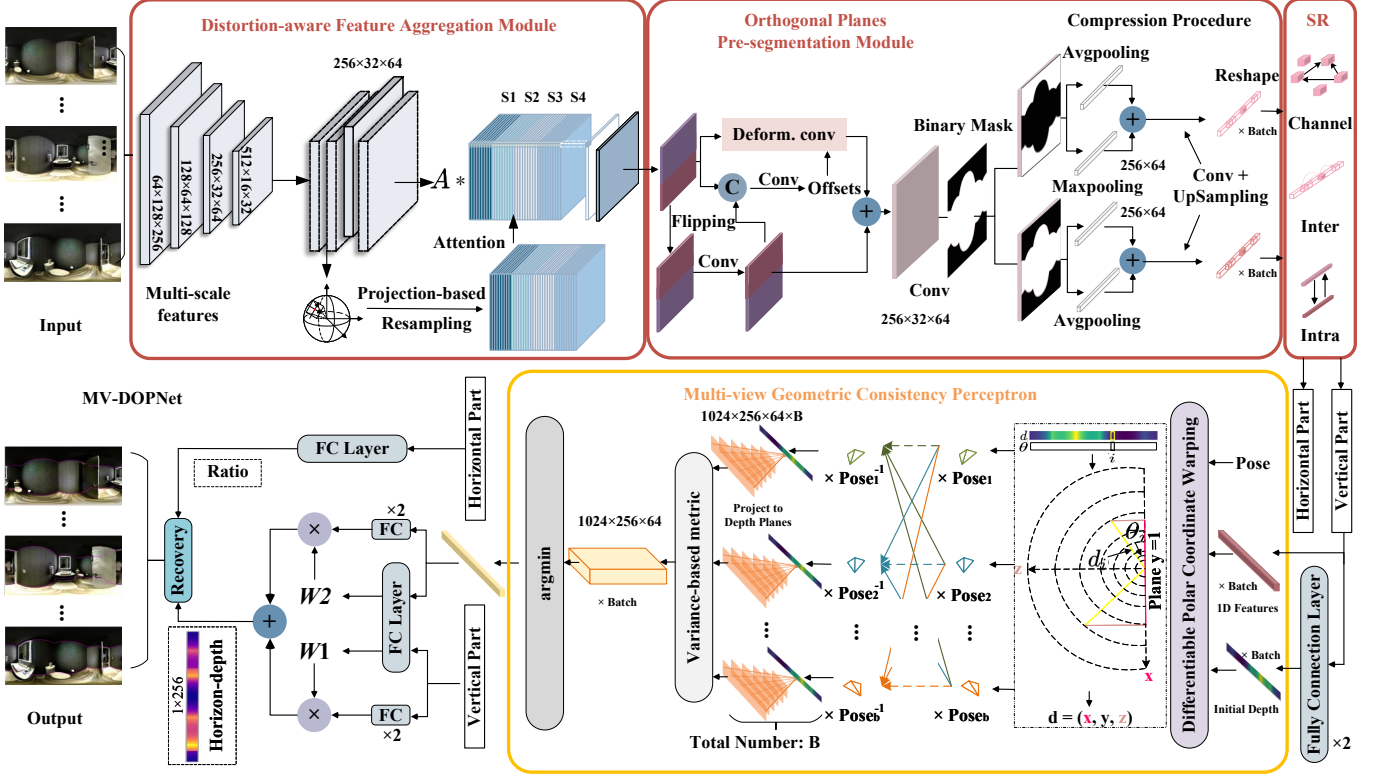 Distortion-aware Feature Aggregation Module
Orthogonal Planes
Pre-segmentation Module
Compression Procedure
SR
256×32×64
S1 S2 S3 S4
64×128×256
128×64×128
256×32×64
512×16×32
A *
Attention
Multi-scale
features
Projection-based
Resampling
Input
Deform. conv
C
Conv
Offsets
Flipping
Conv
+
Conv
256×32×64
Binary Mask
Avgpooling
Maxpooling
Avgpooling
256×64
256×64
+
+
Reshape
× Batch
Conv +
UpSampling
× Batch
Channel
Inter
Intra
MV-DOPNet
Output
Recovery
Ratio
FC Layer
Horizontal Part
×2
FC
×
W2
FC Layer
+
W1
×
FC
×2
Vertical Part
1×256
Horizon-depth
Multi-view Geometric Consistency Perceptron
argmin
1024×256×64
× Batch
Variance-based metric
1024×256×64×B
Project to
Depth Planes
Total Number: B
× Pose₁⁻¹
× Pose₁
× Pose₂⁻¹
× Pose₂
× Pose_b⁻¹
× Pose_b
d
θ
i
θᵢ
dᵢ
z
Plane y =1
x
d = (x, y, z)
Differentiable Polar Coordinate Warping
Pose
× Batch
1D Features
× Batch
Initial Depth
Horizontal Part
Vertical Part
Fully Connection Layer
×2